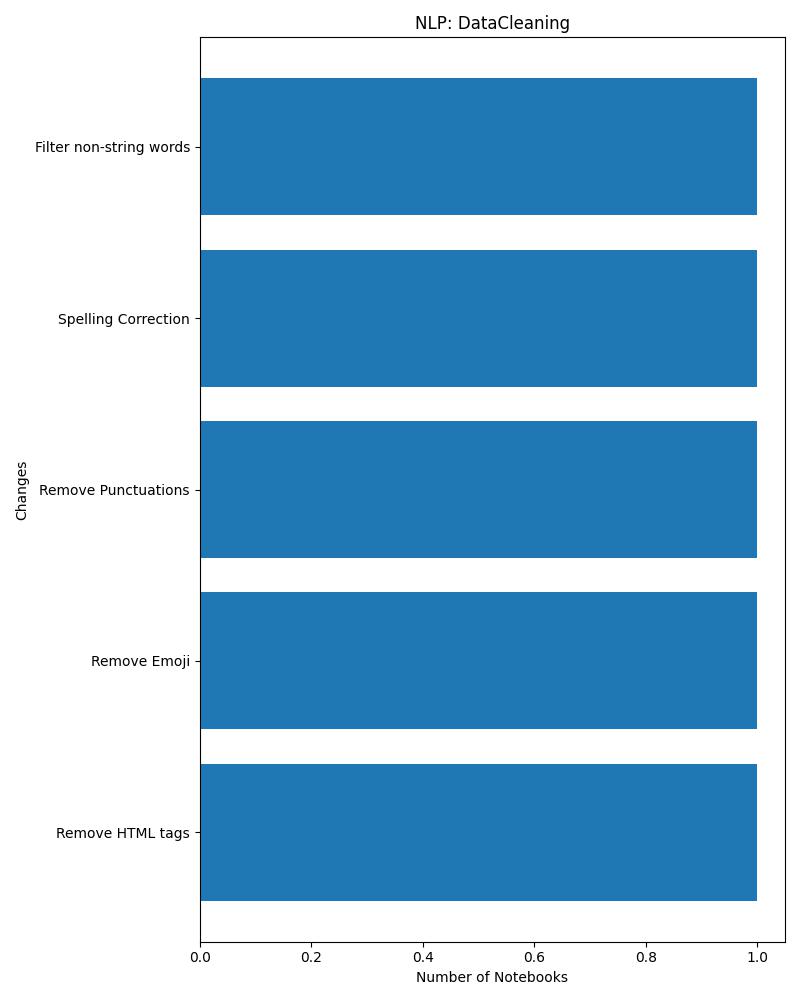 NLP: DataCleaning
Filter non-string words
Spelling Correction
Remove Punctuations
Remove Emoji
Remove HTML tags
Changes
0.0 0.2 0.4 0.6 0.8 1.0
Number of Notebooks